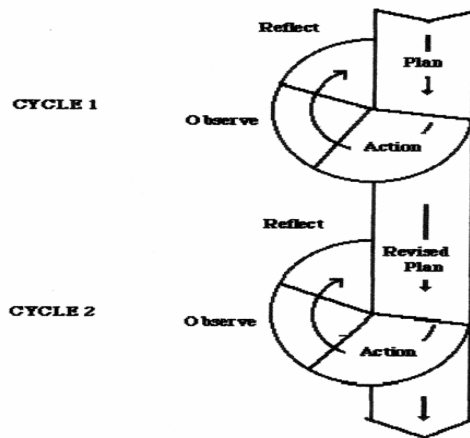 Reflect
Plan
CYCLE 1
Observe
Action
Reflect
Revised
Plan
CYCLE 2
Observe
Action